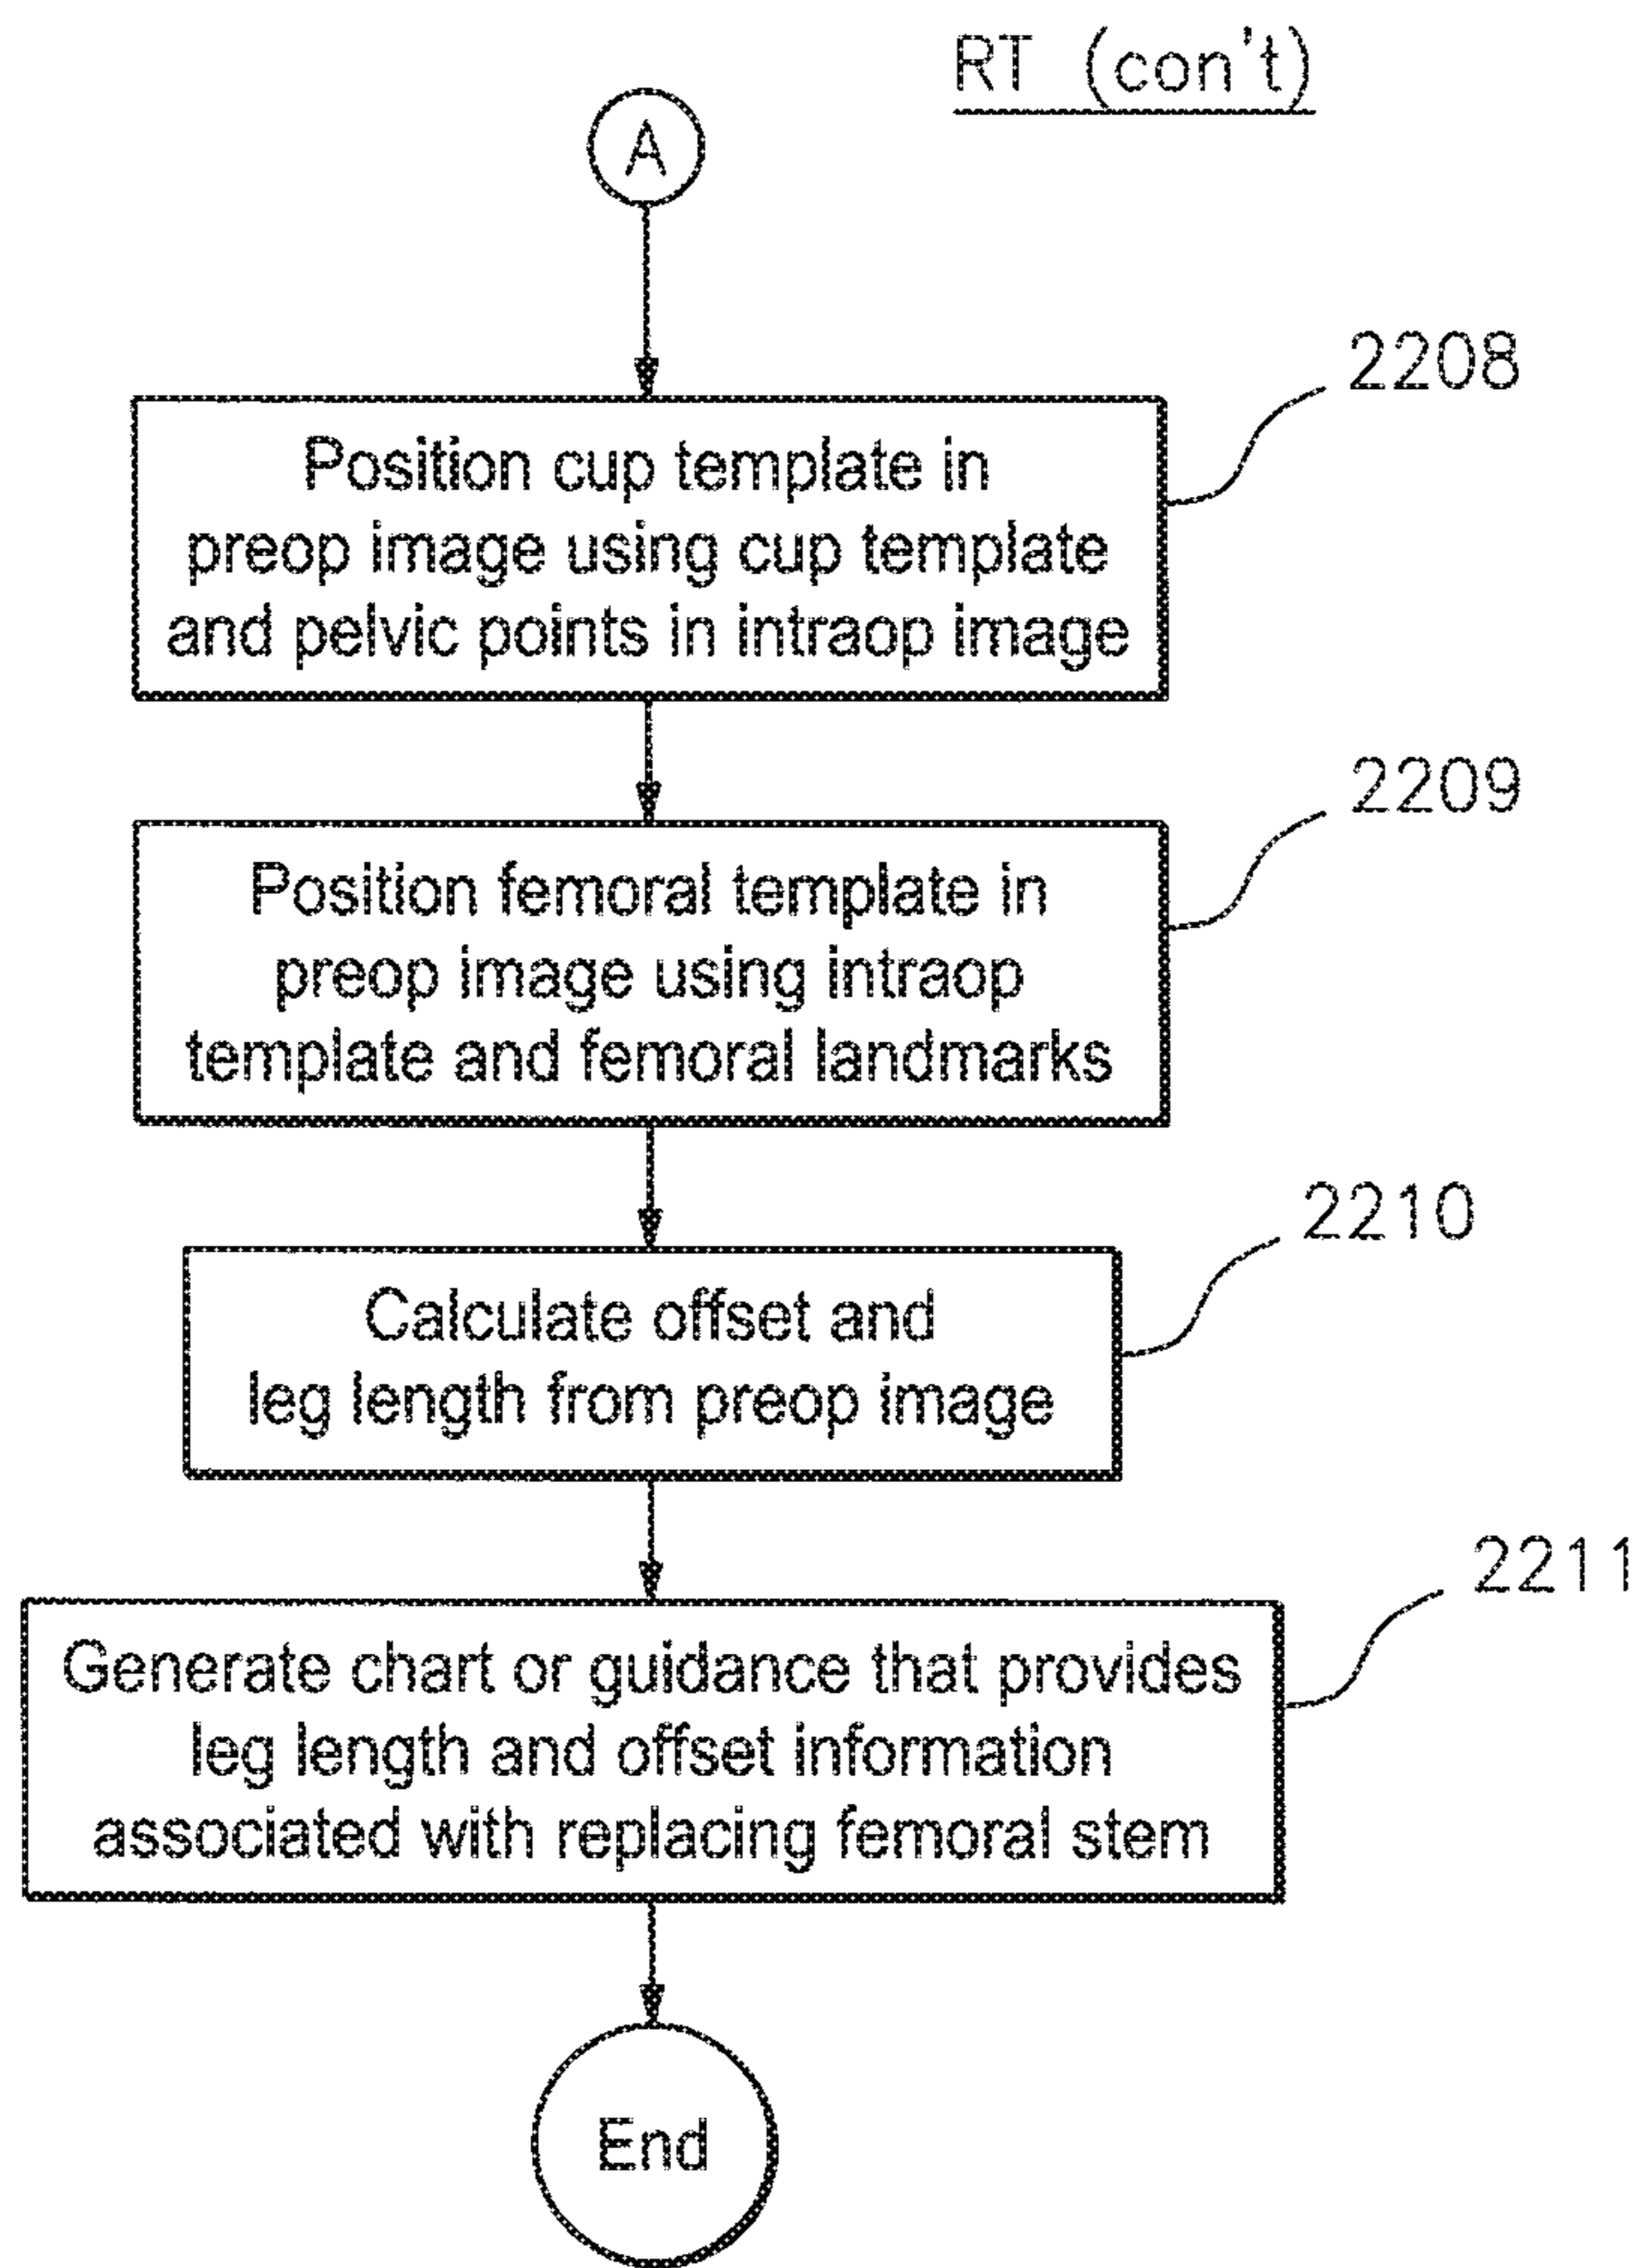 RT (con't)
A
2208
Position cup template in
preop image using cup template
and pelvic points in intraop image
2209
Position femoral template in
preop image using intraop
template and femoral landmarks
2210
Calculate offset and
leg length from preop image
2211
Generate chart or guidance that provides
leg length and offset information
associated with replacing femoral stem
End